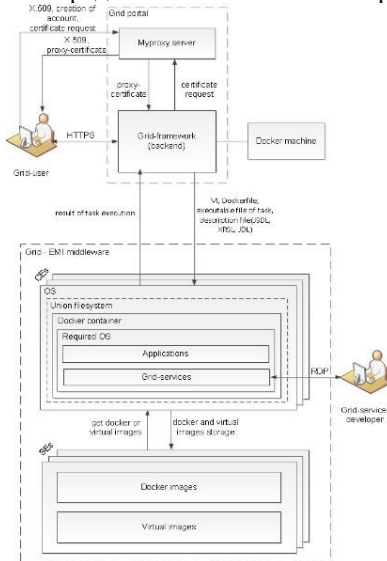 Grid portal
X.509, creation of
account,
certificate request
X.509,
proxy-certificate
Myproxy server
proxy-
certificate
certificate
request
HTTPS
Grid-framework
(backend)
Docker machine
Grid-user
result of task execution
VI, Dockerfile,
executable file of task,
description file(JSDL,
XRSL, JDL)
Grid - EMI middleware
CEs
OS
Union filesystem
Docker container
Required OS
Applications
Grid-services
RDP
Grid-service
developer
get docker or
virtual images
docker and virtual
images storage
SEs
Docker images
Virtual images